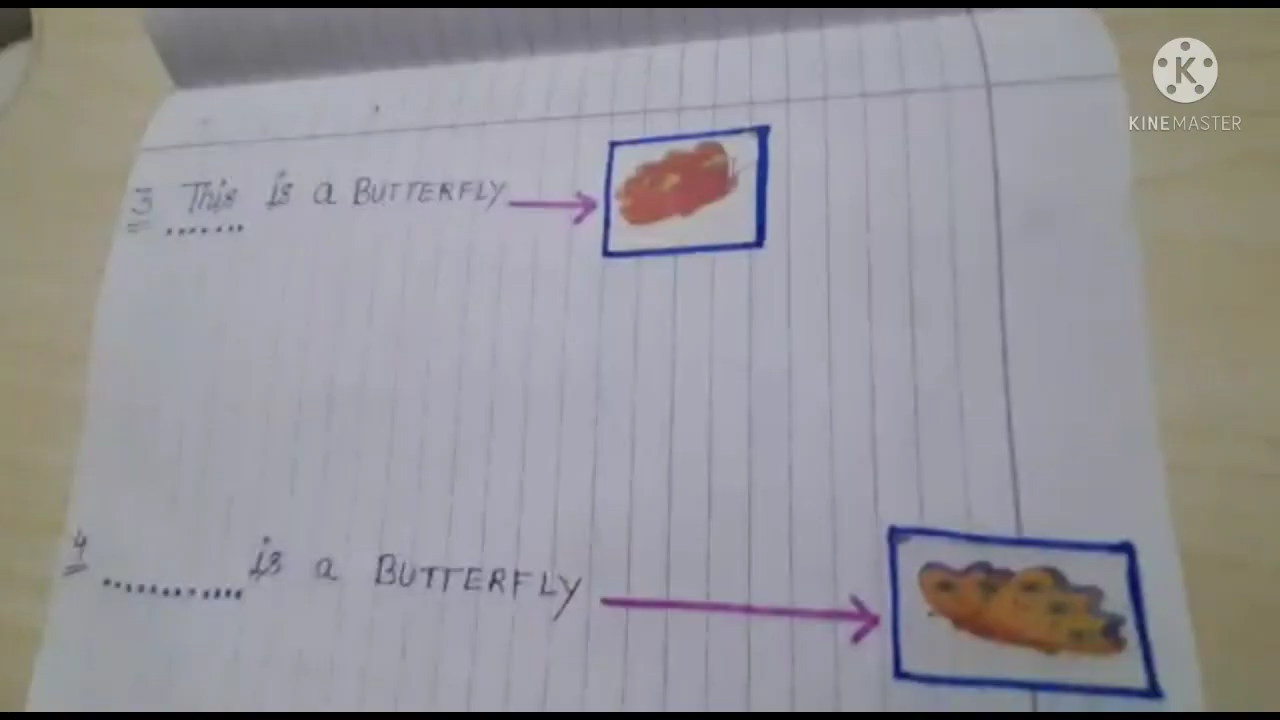 3 This is a BUTTERFLY
4 ........... is a BUTTERFLY
K
KINEMASTER